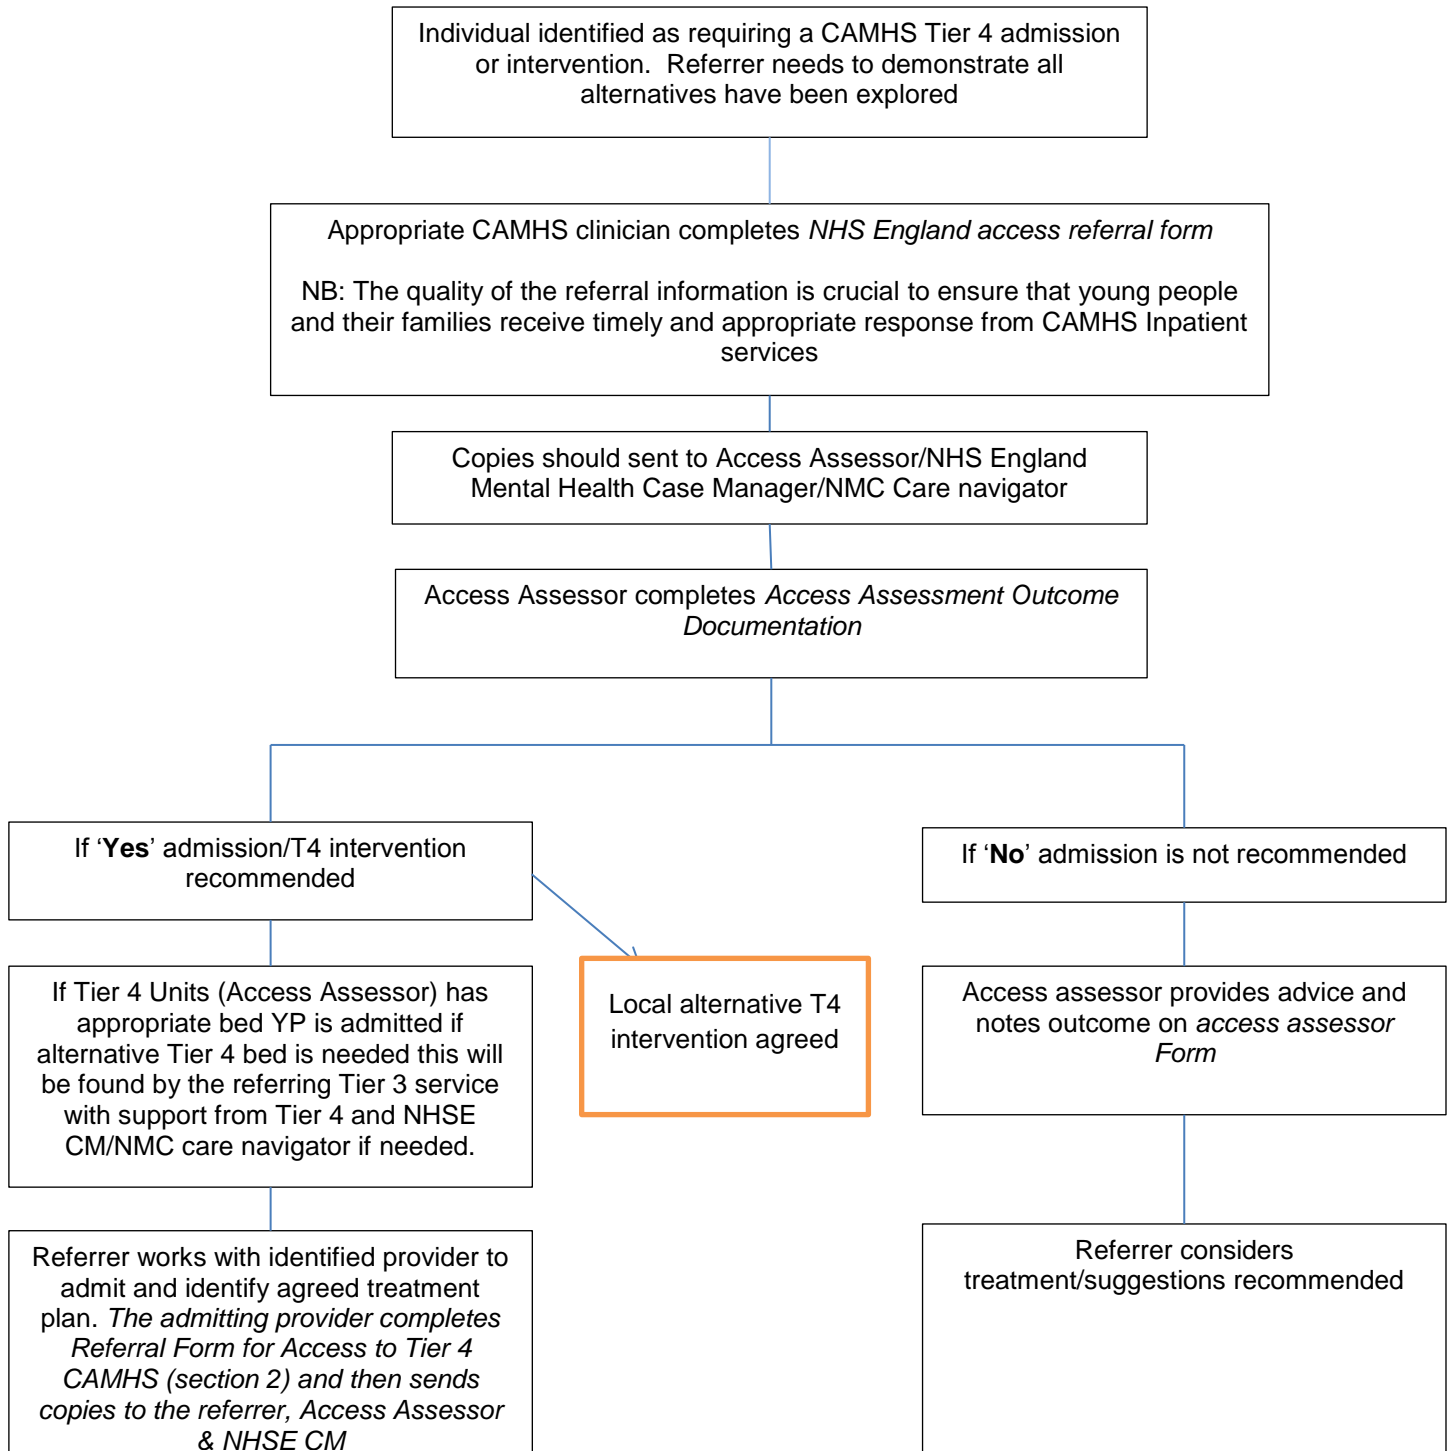 Individual identified as requiring a CAMHS Tier 4 admission
or intervention.  Referrer needs to demonstrate all
alternatives have been explored
Appropriate CAMHS clinician completes NHS England access referral form
NB: The quality of the referral information is crucial to ensure that young people
and their families receive timely and appropriate response from CAMHS Inpatient
services
Copies should sent to Access Assessor/NHS England
Mental Health Case Manager/NMC Care navigator
Access Assessor completes Access Assessment Outcome
Documentation
If ‘Yes’ admission/T4 intervention
recommended
If Tier 4 Units (Access Assessor) has
appropriate bed YP is admitted if
alternative Tier 4 bed is needed this will
be found by the referring Tier 3 service
with support from Tier 4 and NHSE
CM/NMC care navigator if needed.
Referrer works with identified provider to
admit and identify agreed treatment
plan. The admitting provider completes
Referral Form for Access to Tier 4
CAMHS (section 2) and then sends
copies to the referrer, Access Assessor
& NHSE CM
Local alternative T4
intervention agreed
If ‘No’ admission is not recommended
Access assessor provides advice and
notes outcome on access assessor
Form
Referrer considers
treatment/suggestions recommended